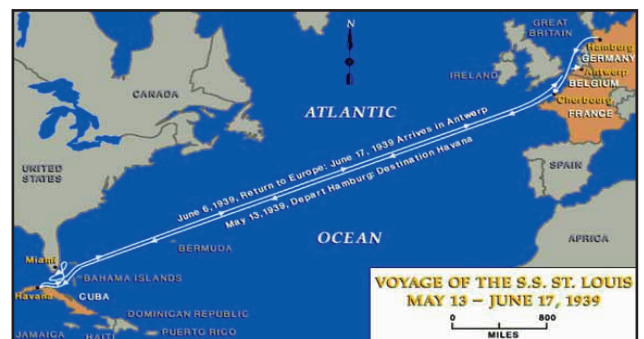 N
GREAT
BRITAIN
Hamburg
GERMANY
IRELAND
Antwerp
BELGIUM
Cherbourg
FRANCE
CANADA
ATLANTIC
UNITED
STATES
SPAIN
June 6, 1939, Return to Europe: June 17, 1939 Arrives in Antwerp
May 13, 1939, Depart Hamburg: Destination Havana
OCEAN
AFRICA
BERMUDA
Miami
BAHAMA ISLANDS
Havana
CUBA
DOMINICAN REPUBLIC
JAMAICA
HAITI
PUERTO RICO
VOYAGE OF THE S.S. ST. LOUIS
MAY 13 – JUNE 17, 1939
0 800
MILES